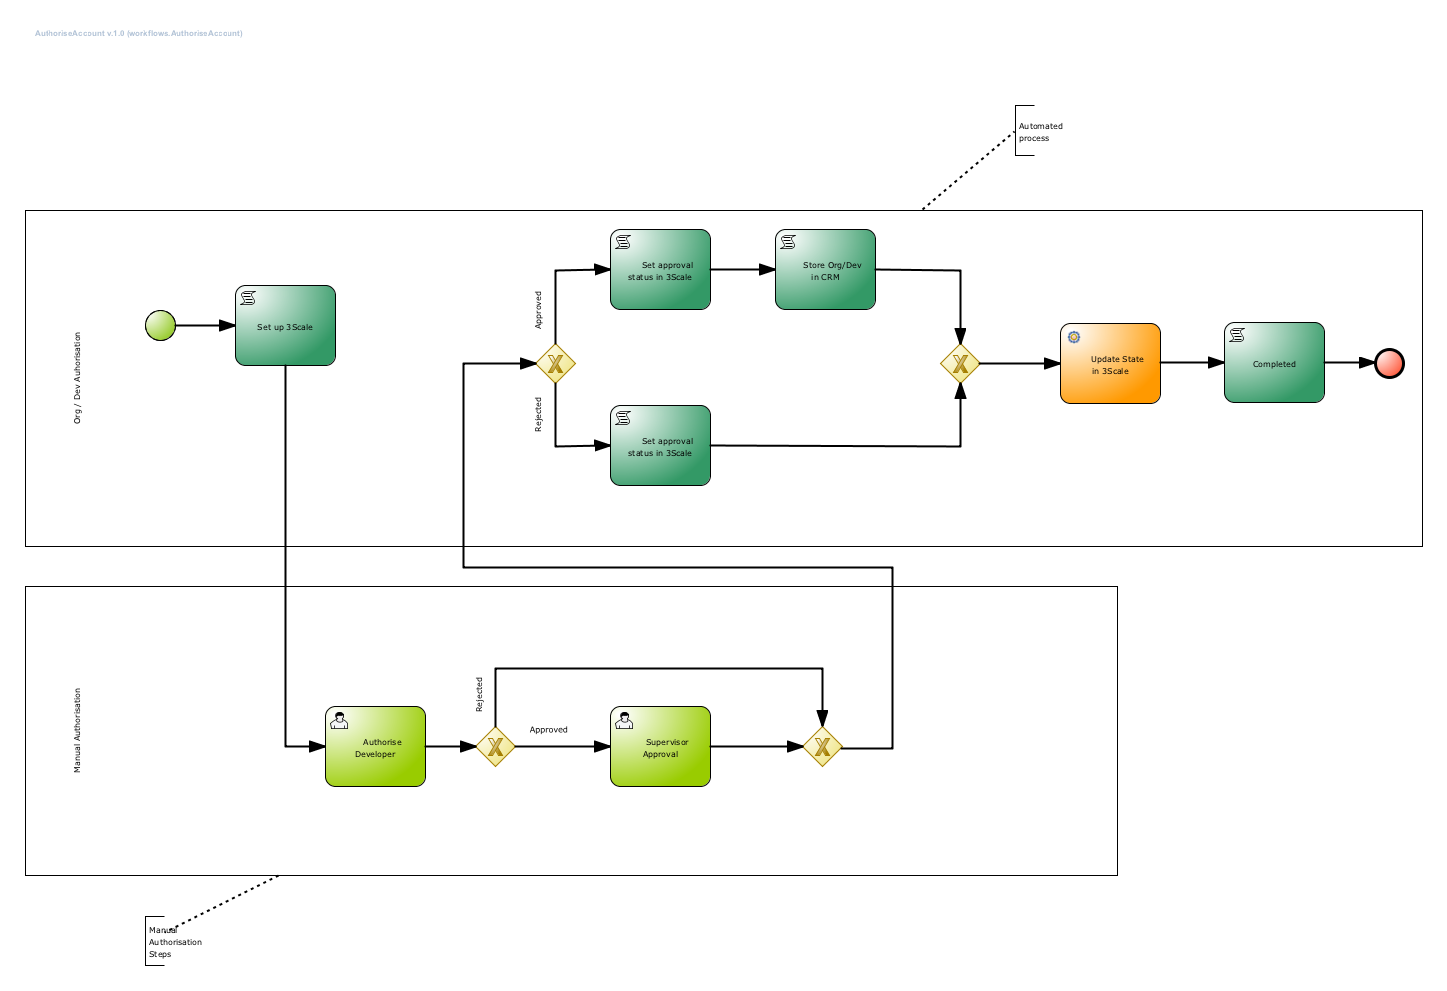 AuthoriseAccount v.1.0 (workflows.AuthoriseAccount)
Automated
process
Org / Dev Auhorisation
Set up 3Scale
Approved
Rejected
Set approval
status in 3Scale
Store Org/Dev
in CRM
Set approval
status in 3Scale
Update State
in 3Scale
Completed
Manual Authorisation
Authorise
Developer
Rejected
Approved
Supervisor
Approval
Manual
Authorisation
Steps